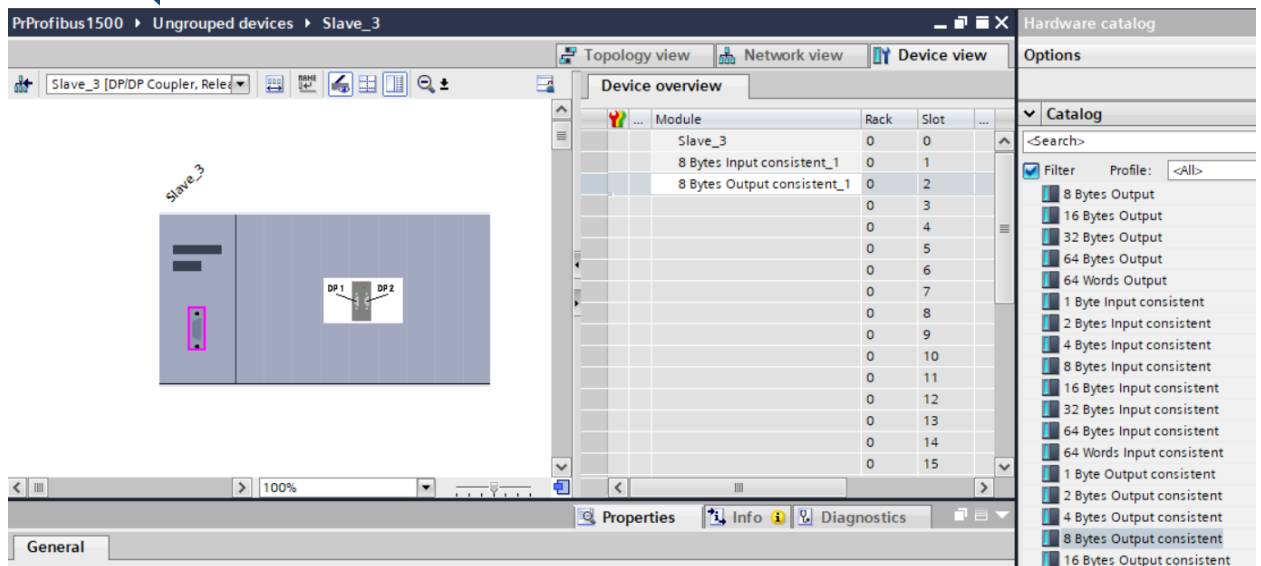 PrProfibus1500 ▸ Ungrouped devices ▸ Slave_3
Topology view
Network view
Device view
Slave_3 [DP/DP Coupler, Relea
Slave_3
DP 1
DP 2
100%
Device overview
... Module Rack Slot ...
Slave_3 0 0
8 Bytes Input consistent_1 0 1
8 Bytes Output consistent_1 0 2
0 3
0 4
0 5
0 6
0 7
0 8
0 9
0 10
0 11
0 12
0 13
0 14
0 15
Properties
Info
Diagnostics
General
Hardware catalog
Options
Catalog
<Search>
Filter Profile: <All>
8 Bytes Output
16 Bytes Output
32 Bytes Output
64 Bytes Output
64 Words Output
1 Byte Input consistent
2 Bytes Input consistent
4 Bytes Input consistent
8 Bytes Input consistent
16 Bytes Input consistent
32 Bytes Input consistent
64 Bytes Input consistent
64 Words Input consistent
1 Byte Output consistent
2 Bytes Output consistent
4 Bytes Output consistent
8 Bytes Output consistent
16 Bytes Output consistent